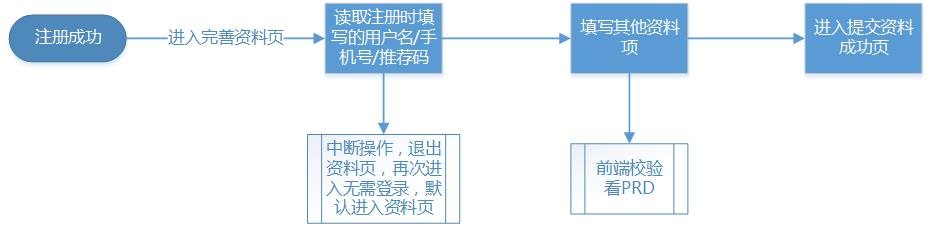 注册成功
进入完善资料页
读取注册时填
写的用户名/手
机号/推荐码
填写其他资料
项
进入提交资料
成功页
中断操作，退出
资料页，再次进
入无需登录，默
认进入资料页
前端校验
看PRD